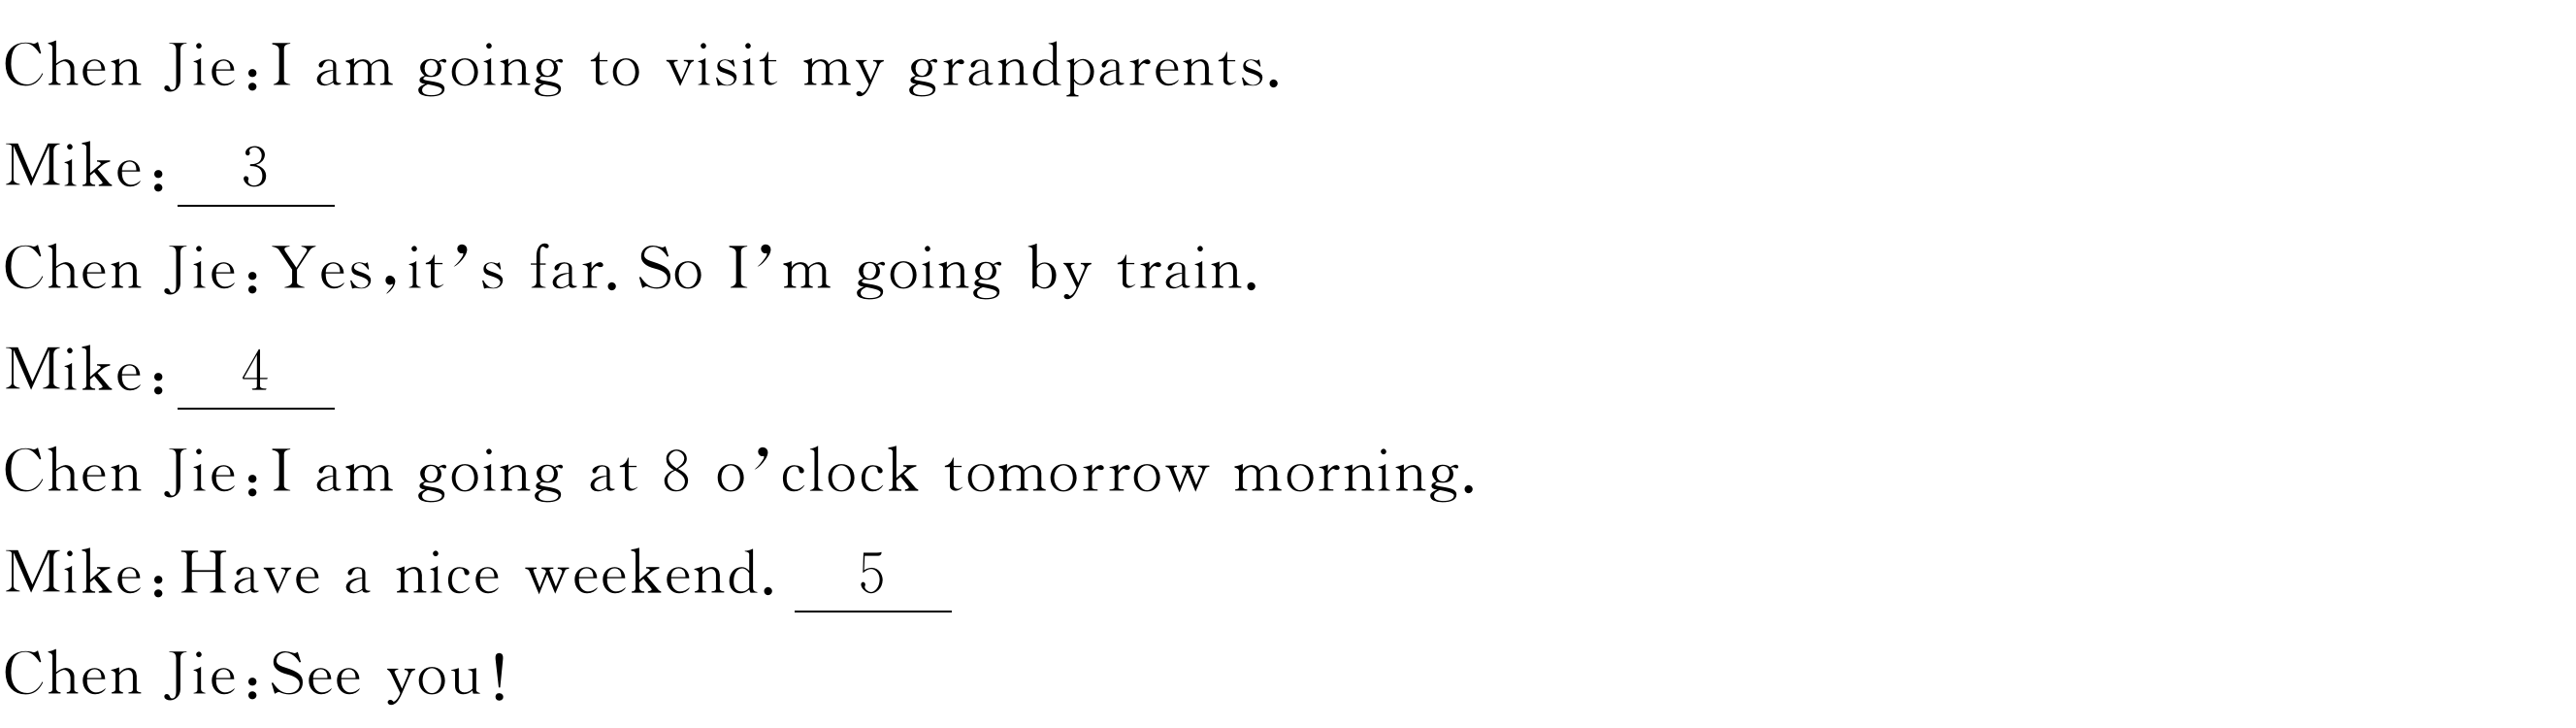 Chen Jie:I am going to visit my grandparents.
Mike: 3
Chen Jie:Yes,it's far. So I'm going by train.
Mike: 4
Chen Jie:I am going at 8 o'clock tomorrow morning.
Mike:Have a nice weekend. 5
Chen Jie:See you!